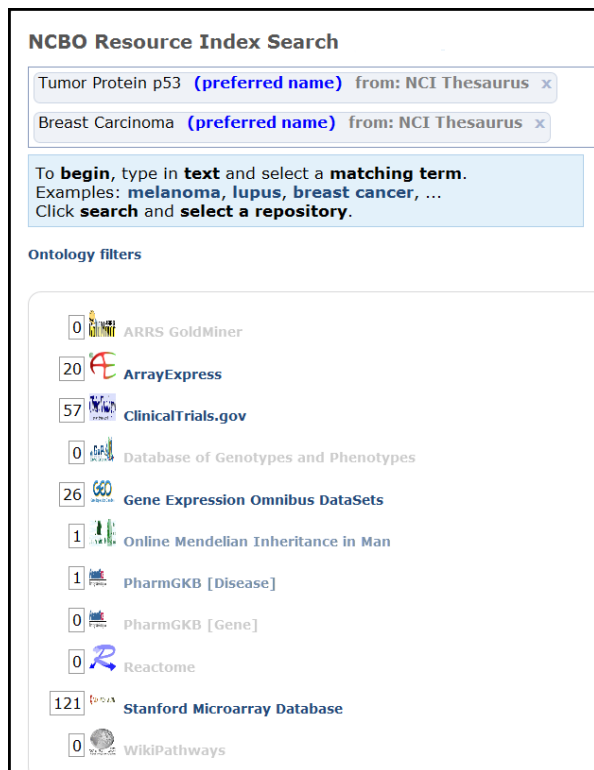 NCBO Resource Index Search
Tumor Protein p53 (preferred name) from: NCI Thesaurus x
Breast Carcinoma (preferred name) from: NCI Thesaurus x
To begin, type in text and select a matching term.
Examples: melanoma, lupus, breast cancer, ...
Click search and select a repository.
Ontology filters
0 ARRS GoldMiner
20 ArrayExpress
57 ClinicalTrials.gov
0 Database of Genotypes and Phenotypes
26 GEO Gene Expression Omnibus DataSets
1 Online Mendelian Inheritance in Man
1 PharmGKB [Disease]
0 PharmGKB [Gene]
0 R Reactome
121 Stanford Microarray Database
0 WikiPathways